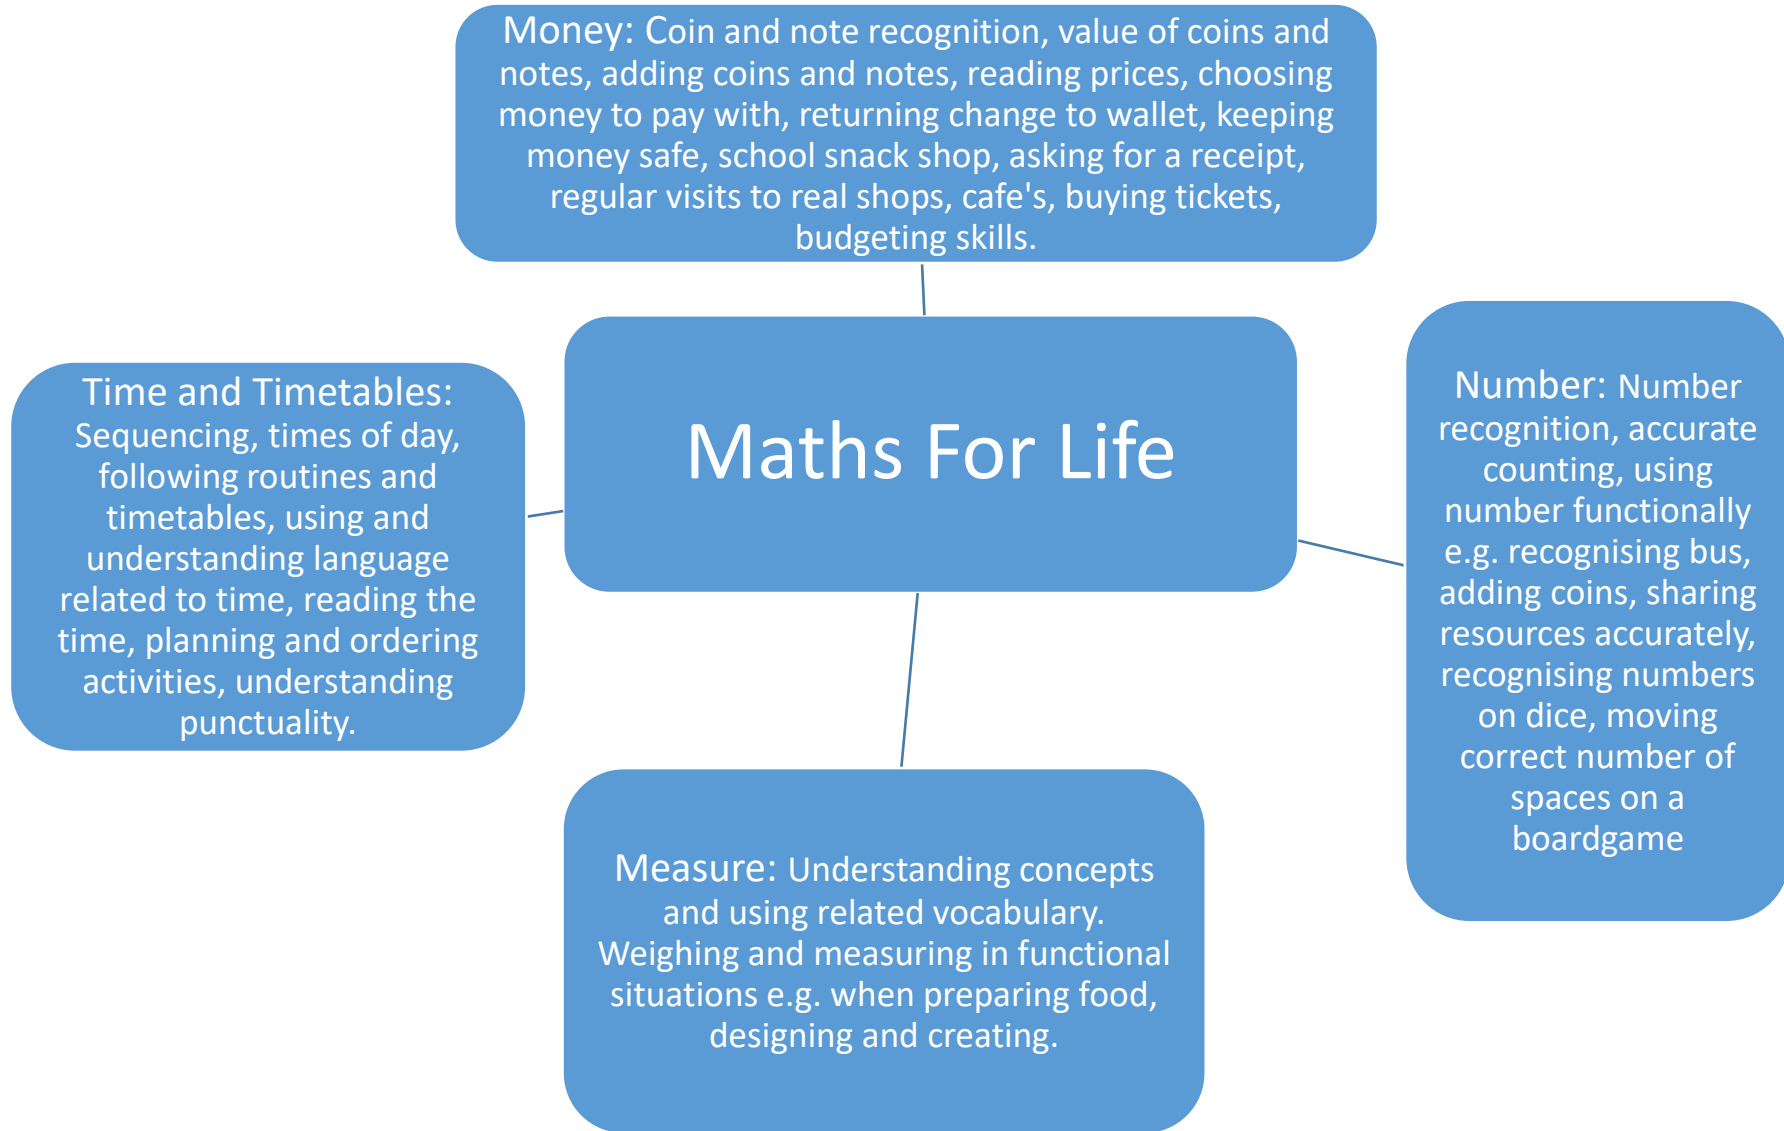 Money: Coin and note recognition, value of coins and
notes, adding coins and notes, reading prices, choosing
money to pay with, returning change to wallet, keeping
money safe, school snack shop, asking for a receipt,
regular visits to real shops, cafe's, buying tickets,
budgeting skills.
Maths For Life
Time and Timetables:
Sequencing, times of day,
following routines and
timetables, using and
understanding language
related to time, reading the
time, planning and ordering
activities, understanding
punctuality.
Number: Number
recognition, accurate
counting, using
number functionally
e.g. recognising bus,
adding coins, sharing
resources accurately,
recognising numbers
on dice, moving
correct number of
spaces on a
boardgame
Measure: Understanding concepts
and using related vocabulary.
Weighing and measuring in functional
situations e.g. when preparing food,
designing and creating.